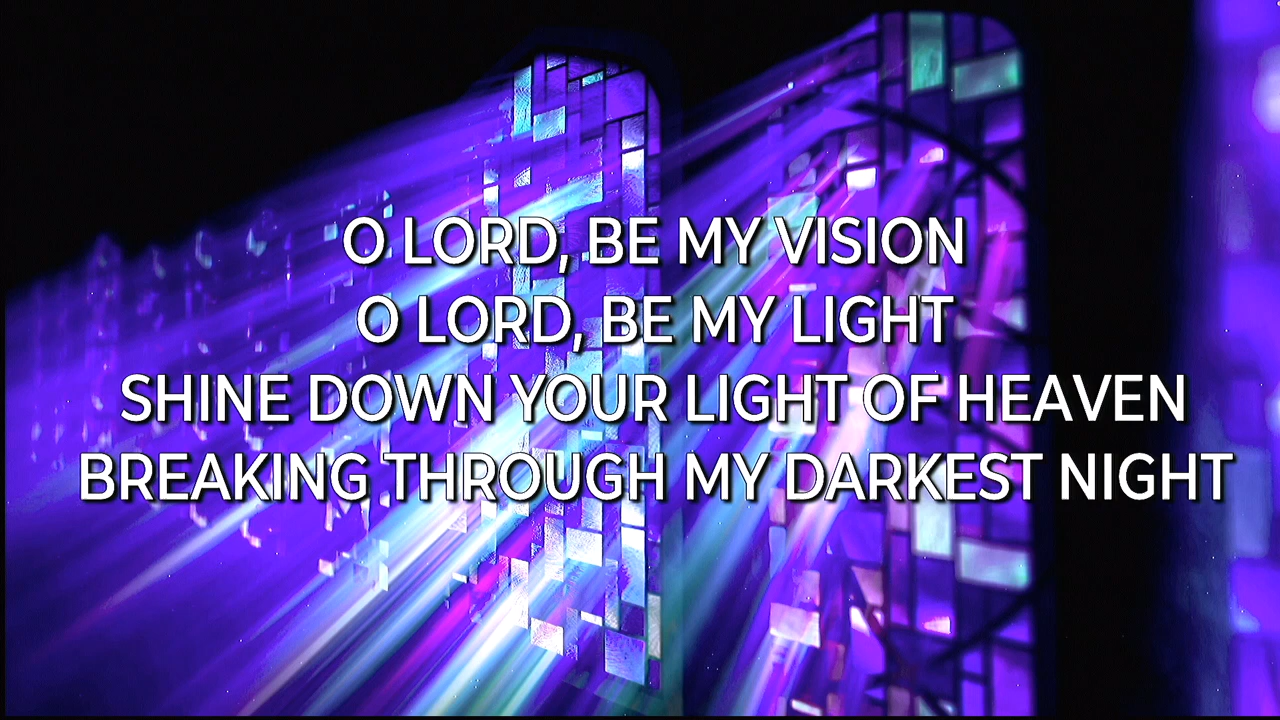 O LORD, BE MY VISION
O LORD, BE MY LIGHT
SHINE DOWN YOUR LIGHT OF HEAVEN
BREAKING THROUGH MY DARKEST NIGHT